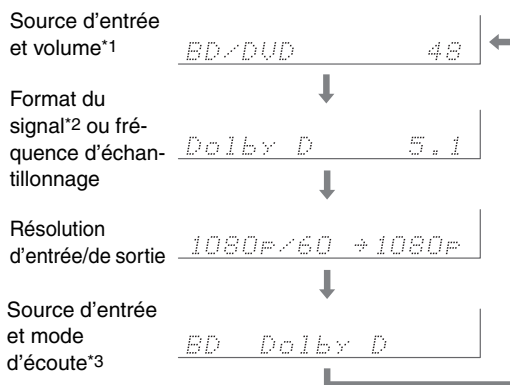 Source d'entrée
et volume*1
BD/DVD 48
Format du
signal*2 ou fré-
quence d'échan-
tillonnage
Dolby D 5.1
Résolution
d'entrée/de sortie
1080p/60 → 1080p
Source d'entrée
et mode
d'écoute*3
BD Dolby D